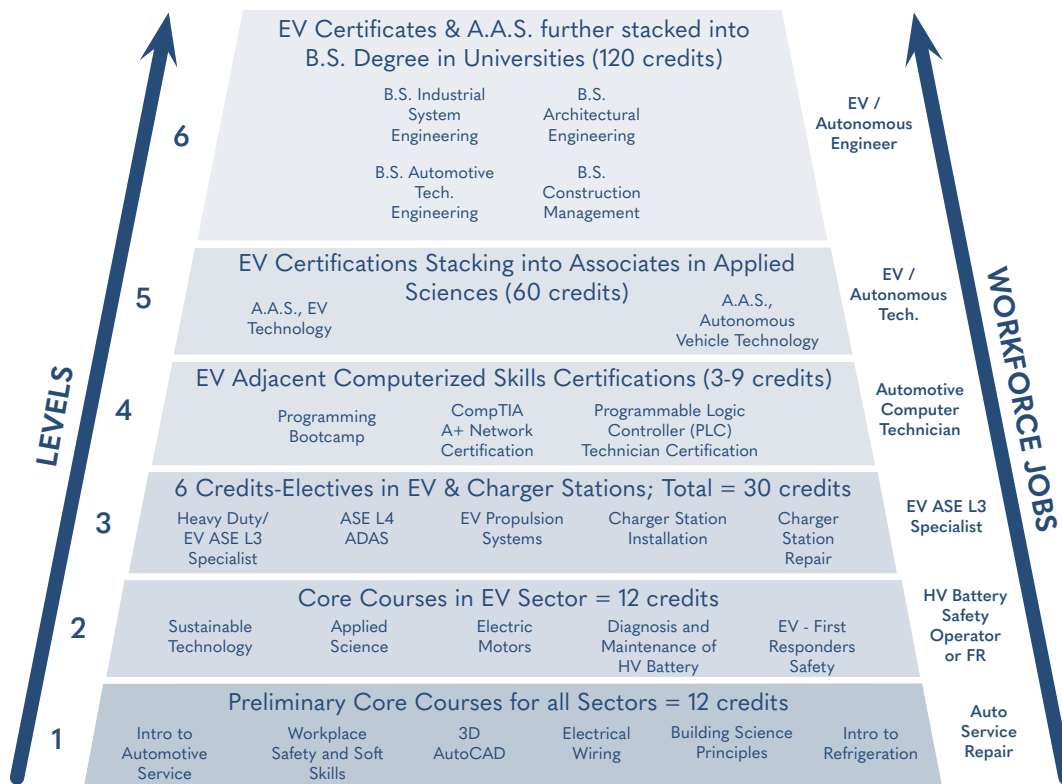 EV Certificates & A.A.S. further stacked into
B.S. Degree in Universities (120 credits)
B.S. Industrial
System
Engineering
B.S.
Architectural
Engineering
B.S. Automotive
Tech.
Engineering
B.S.
Construction
Management
6
EV /
Autonomous
Engineer
EV Certifications Stacking into Associates in Applied
Sciences (60 credits)
A.A.S., EV
Technology
A.A.S.,
Autonomous
Vehicle Technology
5
EV /
Autonomous
Tech.
EV Adjacent Computerized Skills Certifications (3-9 credits)
Programming
Bootcamp
CompTIA
A+ Network
Certification
Programmable Logic
Controller (PLC)
Technician Certification
4
Automotive
Computer
Technician
6 Credits-Electives in EV & Charger Stations; Total = 30 credits
Heavy Duty/
EV ASE L3
Specialist
ASE L4
ADAS
EV Propulsion
Systems
Charger Station
Installation
Charger
Station
Repair
3
EV ASE L3
Specialist
Core Courses in EV Sector = 12 credits
Sustainable
Technology
Applied
Science
Electric
Motors
Diagnosis and
Maintenance of
HV Battery
EV - First
Responders
Safety
2
HV Battery
Safety
Operator
or FR
Preliminary Core Courses for all Sectors = 12 credits
Intro to
Automotive
Service
Workplace
Safety and Soft
Skills
3D
AutoCAD
Electrical
Wiring
Building Science
Principles
Intro to
Refrigeration
1
Auto
Service
Repair
LEVELS
WORKFORCE JOBS